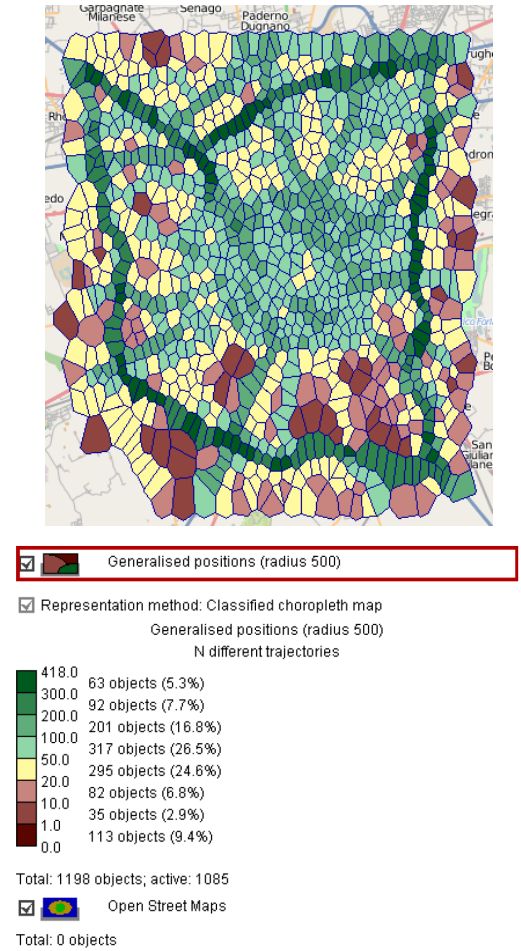 Garbagnate
Milanese
Senago
Paderno
Dugnano
Generalised positions (radius 500)
Representation method: Classified choropleth map
Generalised positions (radius 500)
N different trajectories
418.0
63 objects (5.3%)
300.0
92 objects (7.7%)
200.0
201 objects (16.8%)
100.0
317 objects (26.5%)
50.0
295 objects (24.6%)
20.0
82 objects (6.8%)
10.0
35 objects (2.9%)
1.0
113 objects (9.4%)
0.0
Total: 1198 objects; active: 1085
Open Street Maps
Total: 0 objects